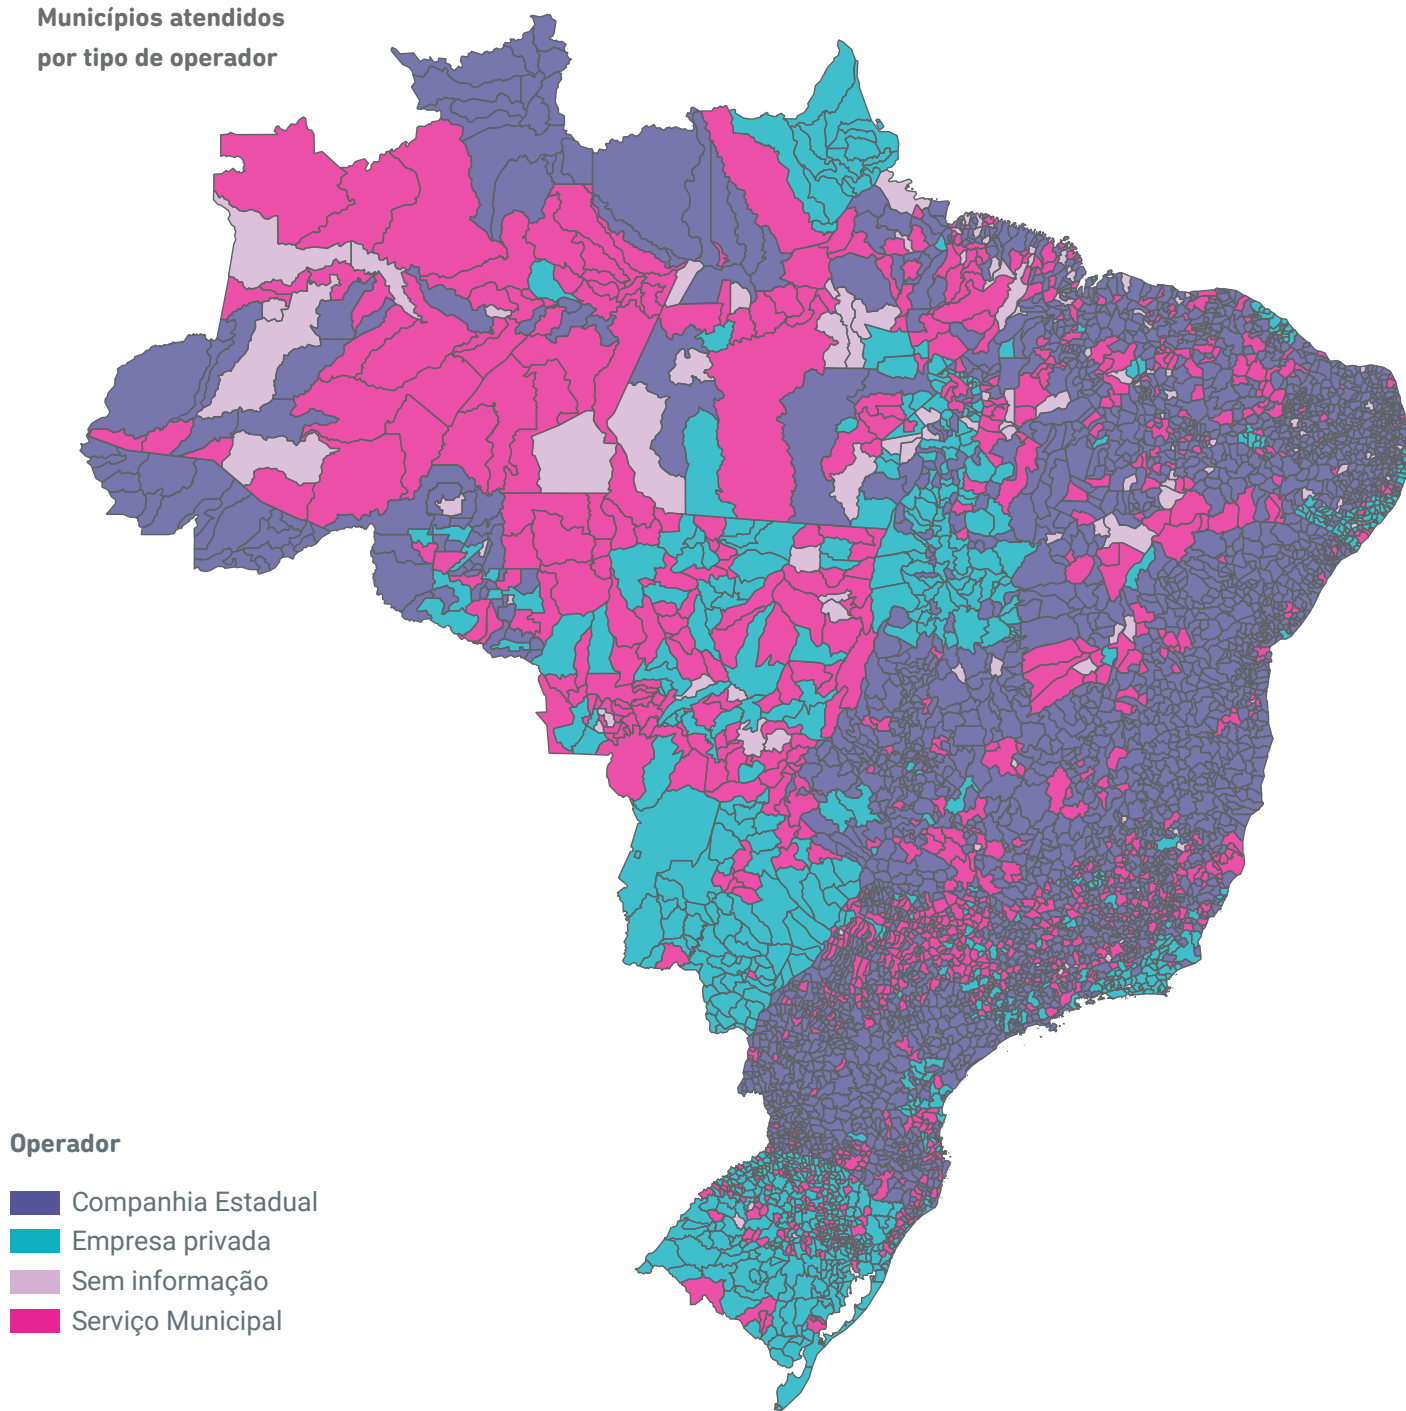 Municípios atendidos
por tipo de operador
Operador
Companhia Estadual
Empresa privada
Sem informação
Serviço Municipal